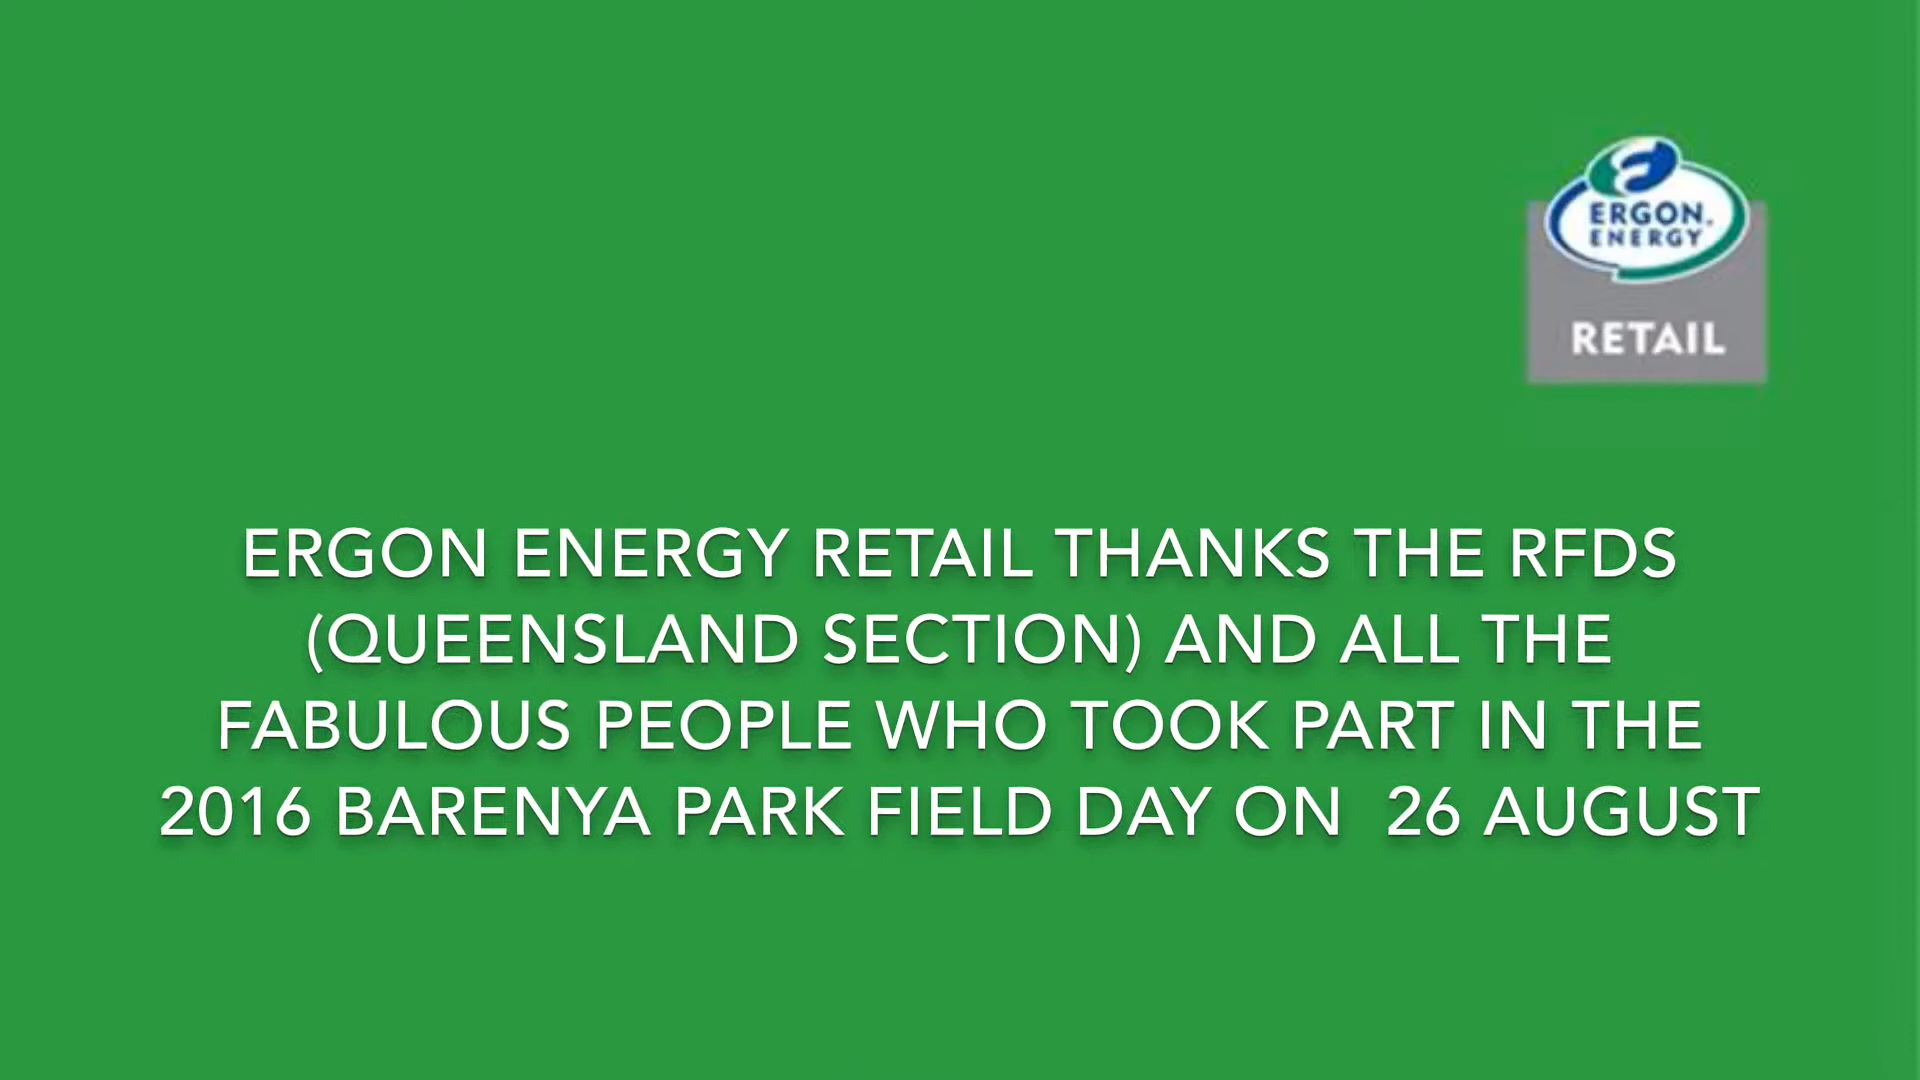 ERGON.
ENERGY
RETAIL
ERGON ENERGY RETAIL THANKS THE RFDS
(QUEENSLAND SECTION) AND ALL THE
FABULOUS PEOPLE WHO TOOK PART IN THE
2016 BARENYA PARK FIELD DAY ON  26 AUGUST